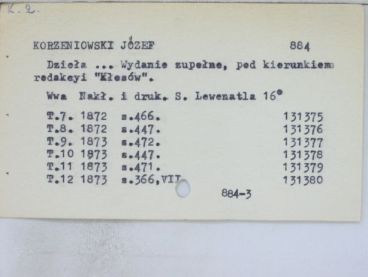 K.2.
KORZENIOWSKI JÓZEF 884
Dzieła ... Wydanie zupełne, pod kierunkiem
redakcyi "Kłosów".
Wwa Nakł. i druk. S. Lewenatla 16°
T.7. 1872 s.466. 131375
T.8. 1872 s.447. 131376
T.9. 1873 s.472. 131377
T.10 1873 s.447. 131378
T.11 1873 s.471. 131379
T.12 1873 s.366,VII 131380
884-3